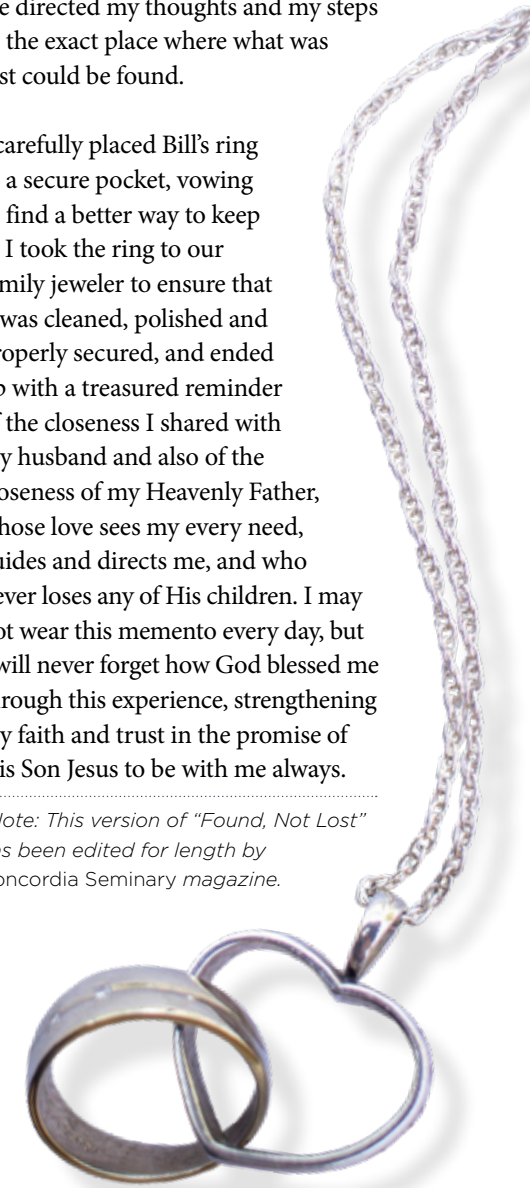 e directed my thoughts and my steps
the exact place where what was
st could be found.
carefully placed Bill’s ring
a secure pocket, vowing
find a better way to keep
I took the ring to our
mily jeweler to ensure that
was cleaned, polished and
roperly secured, and ended
p with a treasured reminder
f the closeness I shared with
y husband and also of the
loseness of my Heavenly Father,
hose love sees my every need,
uides and directs me, and who
ever loses any of His children. I may
ot wear this memento every day, but
will never forget how God blessed me
rough this experience, strengthening
y faith and trust in the promise of
is Son Jesus to be with me always.
Note: This version of “Found, Not Lost”
as been edited for length by
oncordia Seminary magazine.